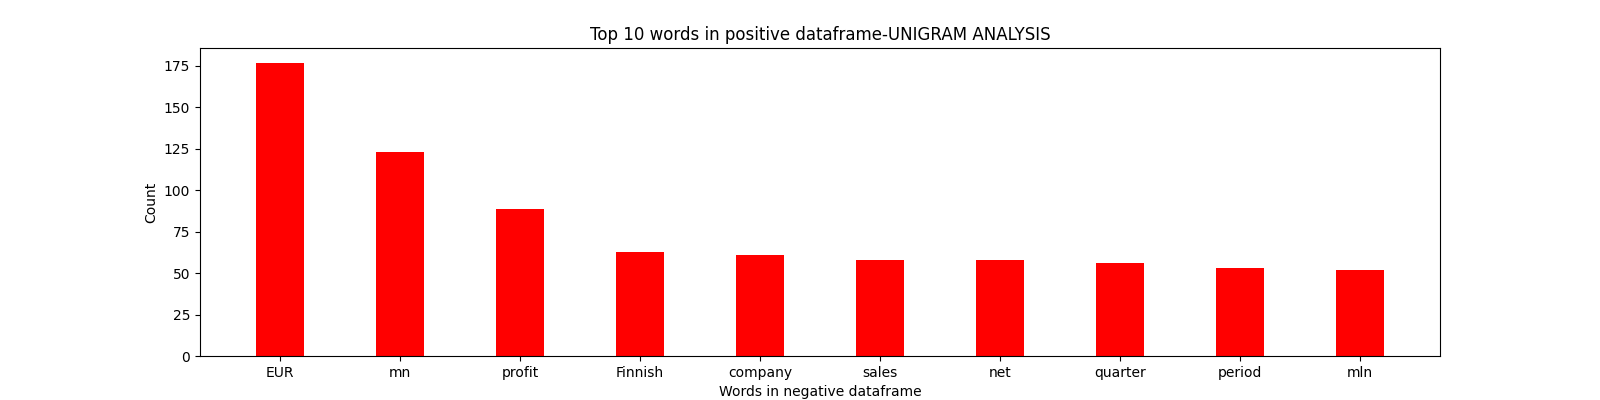 Top 10 words in positive dataframe-UNIGRAM ANALYSIS
175
150
125
100
75
50
25
0
Count
EUR mn profit Finnish company sales net quarter period mln
Words in negative dataframe